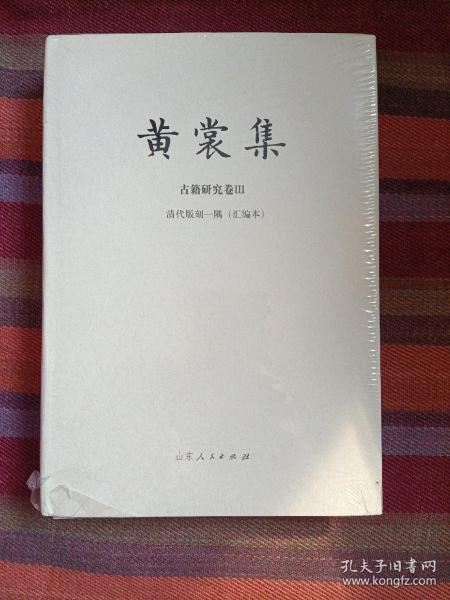 黄裳集
古籍研究卷III
清代版刻一隅（汇编本）
山东人民出版社
孔夫子旧书网
www.kongfz.com